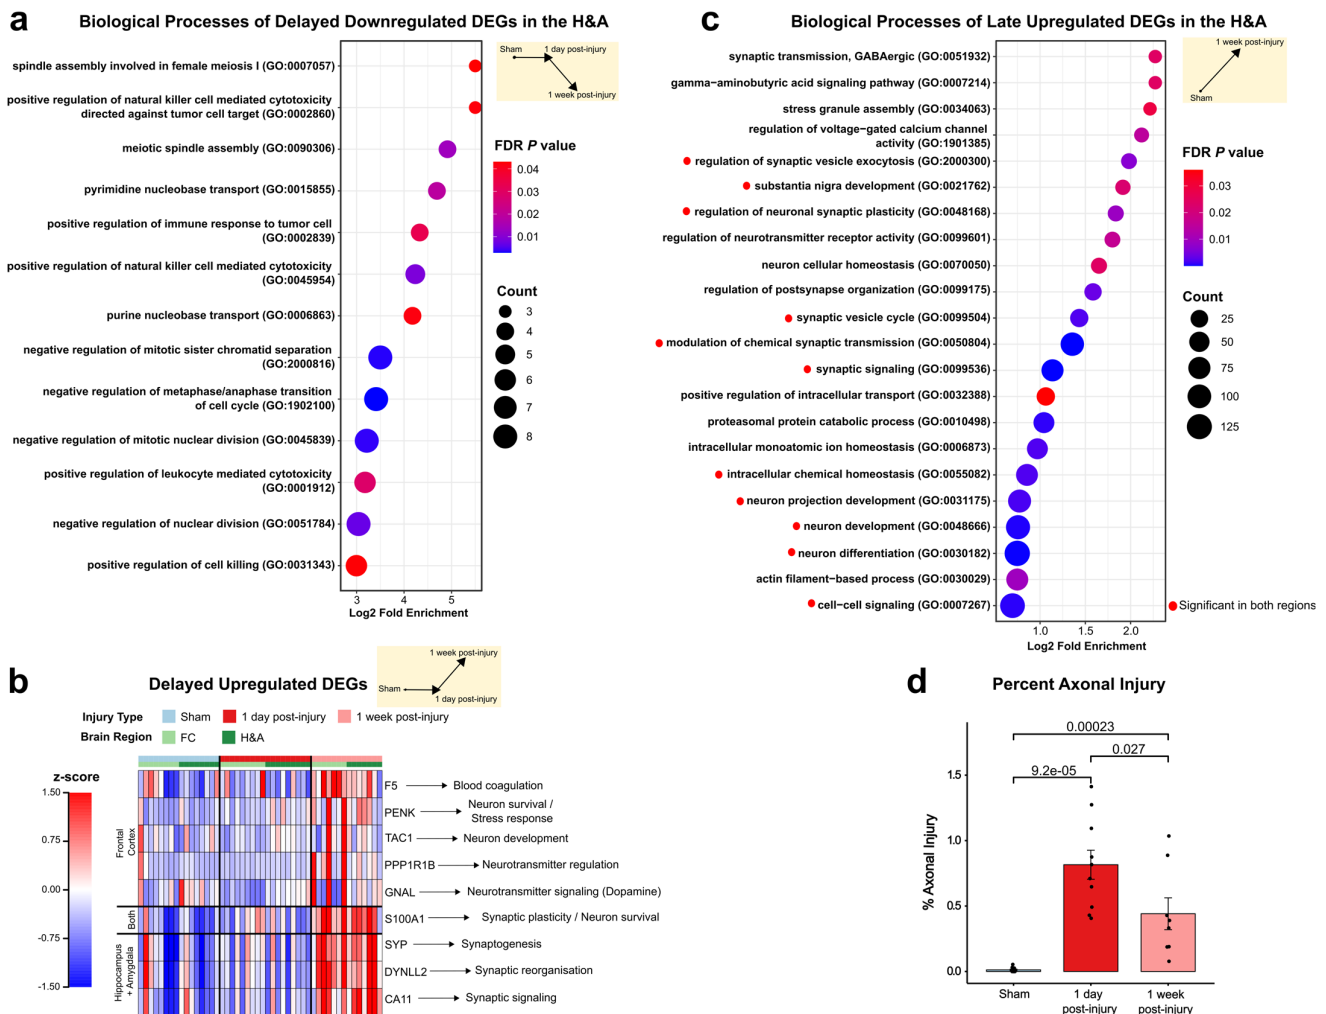 a
Biological Processes of Delayed Downregulated DEGs in the H&A
spindle assembly involved in female meiosis I (GO:0007057)
positive regulation of natural killer cell mediated cytotoxicity
directed against tumor cell target (GO:0002860)
meiotic spindle assembly (GO:0090306)
pyrimidine nucleobase transport (GO:0015855)
positive regulation of immune response to tumor cell
(GO:0002839)
positive regulation of natural killer cell mediated cytotoxicity
(GO:0045954)
purine nucleobase transport (GO:0006863)
negative regulation of mitotic sister chromatid separation
(GO:2000816)
negative regulation of metaphase/anaphase transition
of cell cycle (GO:1902100)
negative regulation of mitotic nuclear division (GO:0045839)
positive regulation of leukocyte mediated cytotoxicity
(GO:0001912)
negative regulation of nuclear division (GO:0051784)
positive regulation of cell killing (GO:0031343)
3 4 5
Log2 Fold Enrichment
Sham
1 day post-injury
1 week post-injury
FDR P value
0.04
0.03
0.02
0.01
Count
3
4
5
6
7
8
c
Biological Processes of Late Upregulated DEGs in the H&A
synaptic transmission, GABAergic (GO:0051932)
gamma−aminobutyric acid signaling pathway (GO:0007214)
stress granule assembly (GO:0034063)
regulation of voltage−gated calcium channel
activity (GO:1901385)
regulation of synaptic vesicle exocytosis (GO:2000300)
substantia nigra development (GO:0021762)
regulation of neuronal synaptic plasticity (GO:0048168)
regulation of neurotransmitter receptor activity (GO:0099601)
neuron cellular homeostasis (GO:0070050)
regulation of postsynapse organization (GO:0099175)
synaptic vesicle cycle (GO:0099504)
modulation of chemical synaptic transmission (GO:0050804)
synaptic signaling (GO:0099536)
positive regulation of intracellular transport (GO:0032388)
proteasomal protein catabolic process (GO:0010498)
intracellular monoatomic ion homeostasis (GO:0006873)
intracellular chemical homeostasis (GO:0055082)
neuron projection development (GO:0031175)
neuron development (GO:0048666)
neuron differentiation (GO:0030182)
actin filament−based process (GO:0030029)
cell−cell signaling (GO:0007267)
1.0 1.5 2.0
Log2 Fold Enrichment
1 week post-injury
Sham
FDR P value
0.03
0.02
0.01
Count
25
50
75
100
125
Significant in both regions
b
Delayed Upregulated DEGs
1 week post-injury
Sham
1 day post-injury
Injury Type Sham 1 day post-injury 1 week post-injury
Brain Region FC H&A
z-score
1.50
0.75
0.00
-0.75
-1.50
Frontal
Cortex
Both
Hippocampus
+ Amygdala
F5 Blood coagulation
PENK Neuron survival /
Stress response
TAC1 Neuron development
PPP1R1B Neurotransmitter regulation
GNAL Neurotransmitter signaling (Dopamine)
S100A1 Synaptic plasticity / Neuron survival
SYP Synaptogenesis
DYNLL2 Synaptic reorganisation
CA11 Synaptic signaling
d
Percent Axonal Injury
0.00023
0.027
9.2e-05
% Axonal Injury
1.5
1.0
0.5
0.0
Sham
1 day
post-injury
1 week
post-injury